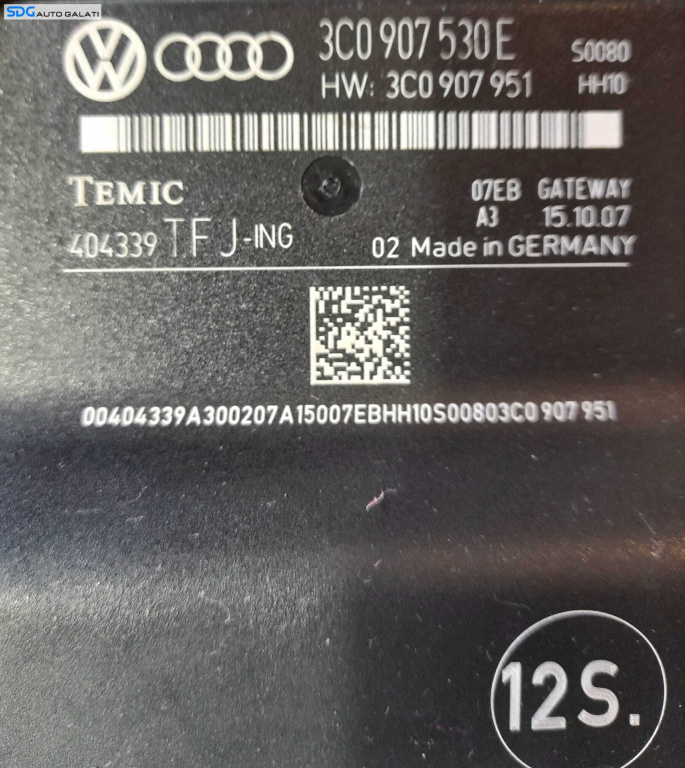 SDG AUTO GALATI
3C0 907 530 E S0080
HW: 3C0 907 951 HH10
TEMIC 07EB GATEWAY
A3 15.10.07
404339 TFJ-ING 02 Made in GERMANY
00404339A300207A15007EBHH10S00803C0 907 951
12S.